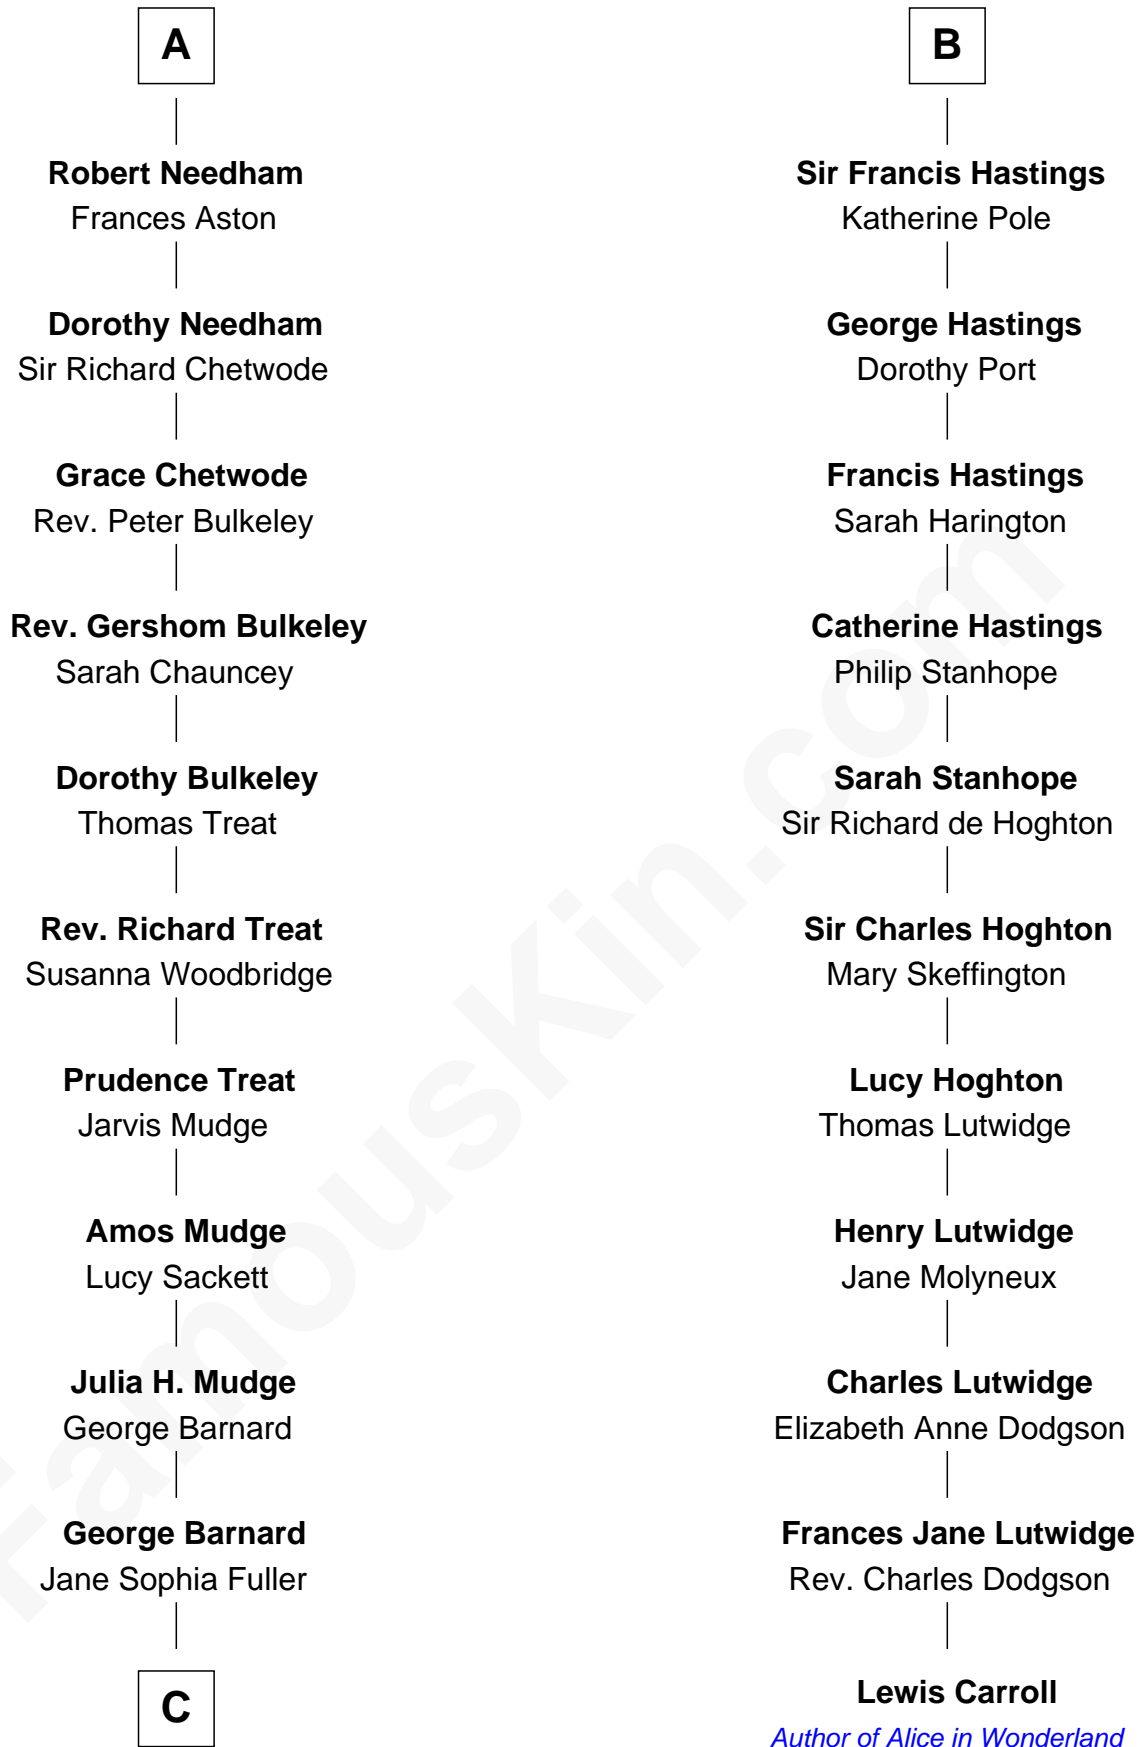 A
Robert Needham
Frances Aston
Dorothy Needham
Sir Richard Chetwode
Grace Chetwode
Rev. Peter Bulkeley
Rev. Gershom Bulkeley
Sarah Chauncey
Dorothy Bulkeley
Thomas Treat
Rev. Richard Treat
Susanna Woodbridge
Prudence Treat
Jarvis Mudge
Amos Mudge
Lucy Sackett
Julia H. Mudge
George Barnard
George Barnard
Jane Sophia Fuller
C
B
Sir Francis Hastings
Katherine Pole
George Hastings
Dorothy Port
Francis Hastings
Sarah Harington
Catherine Hastings
Philip Stanhope
Sarah Stanhope
Sir Richard de Hoghton
Sir Charles Hoghton
Mary Skeffington
Lucy Hoghton
Thomas Lutwidge
Henry Lutwidge
Jane Molyneux
Charles Lutwidge
Elizabeth Anne Dodgson
Frances Jane Lutwidge
Rev. Charles Dodgson
Lewis Carroll
Author of Alice in Wonderland
FamousKin.com